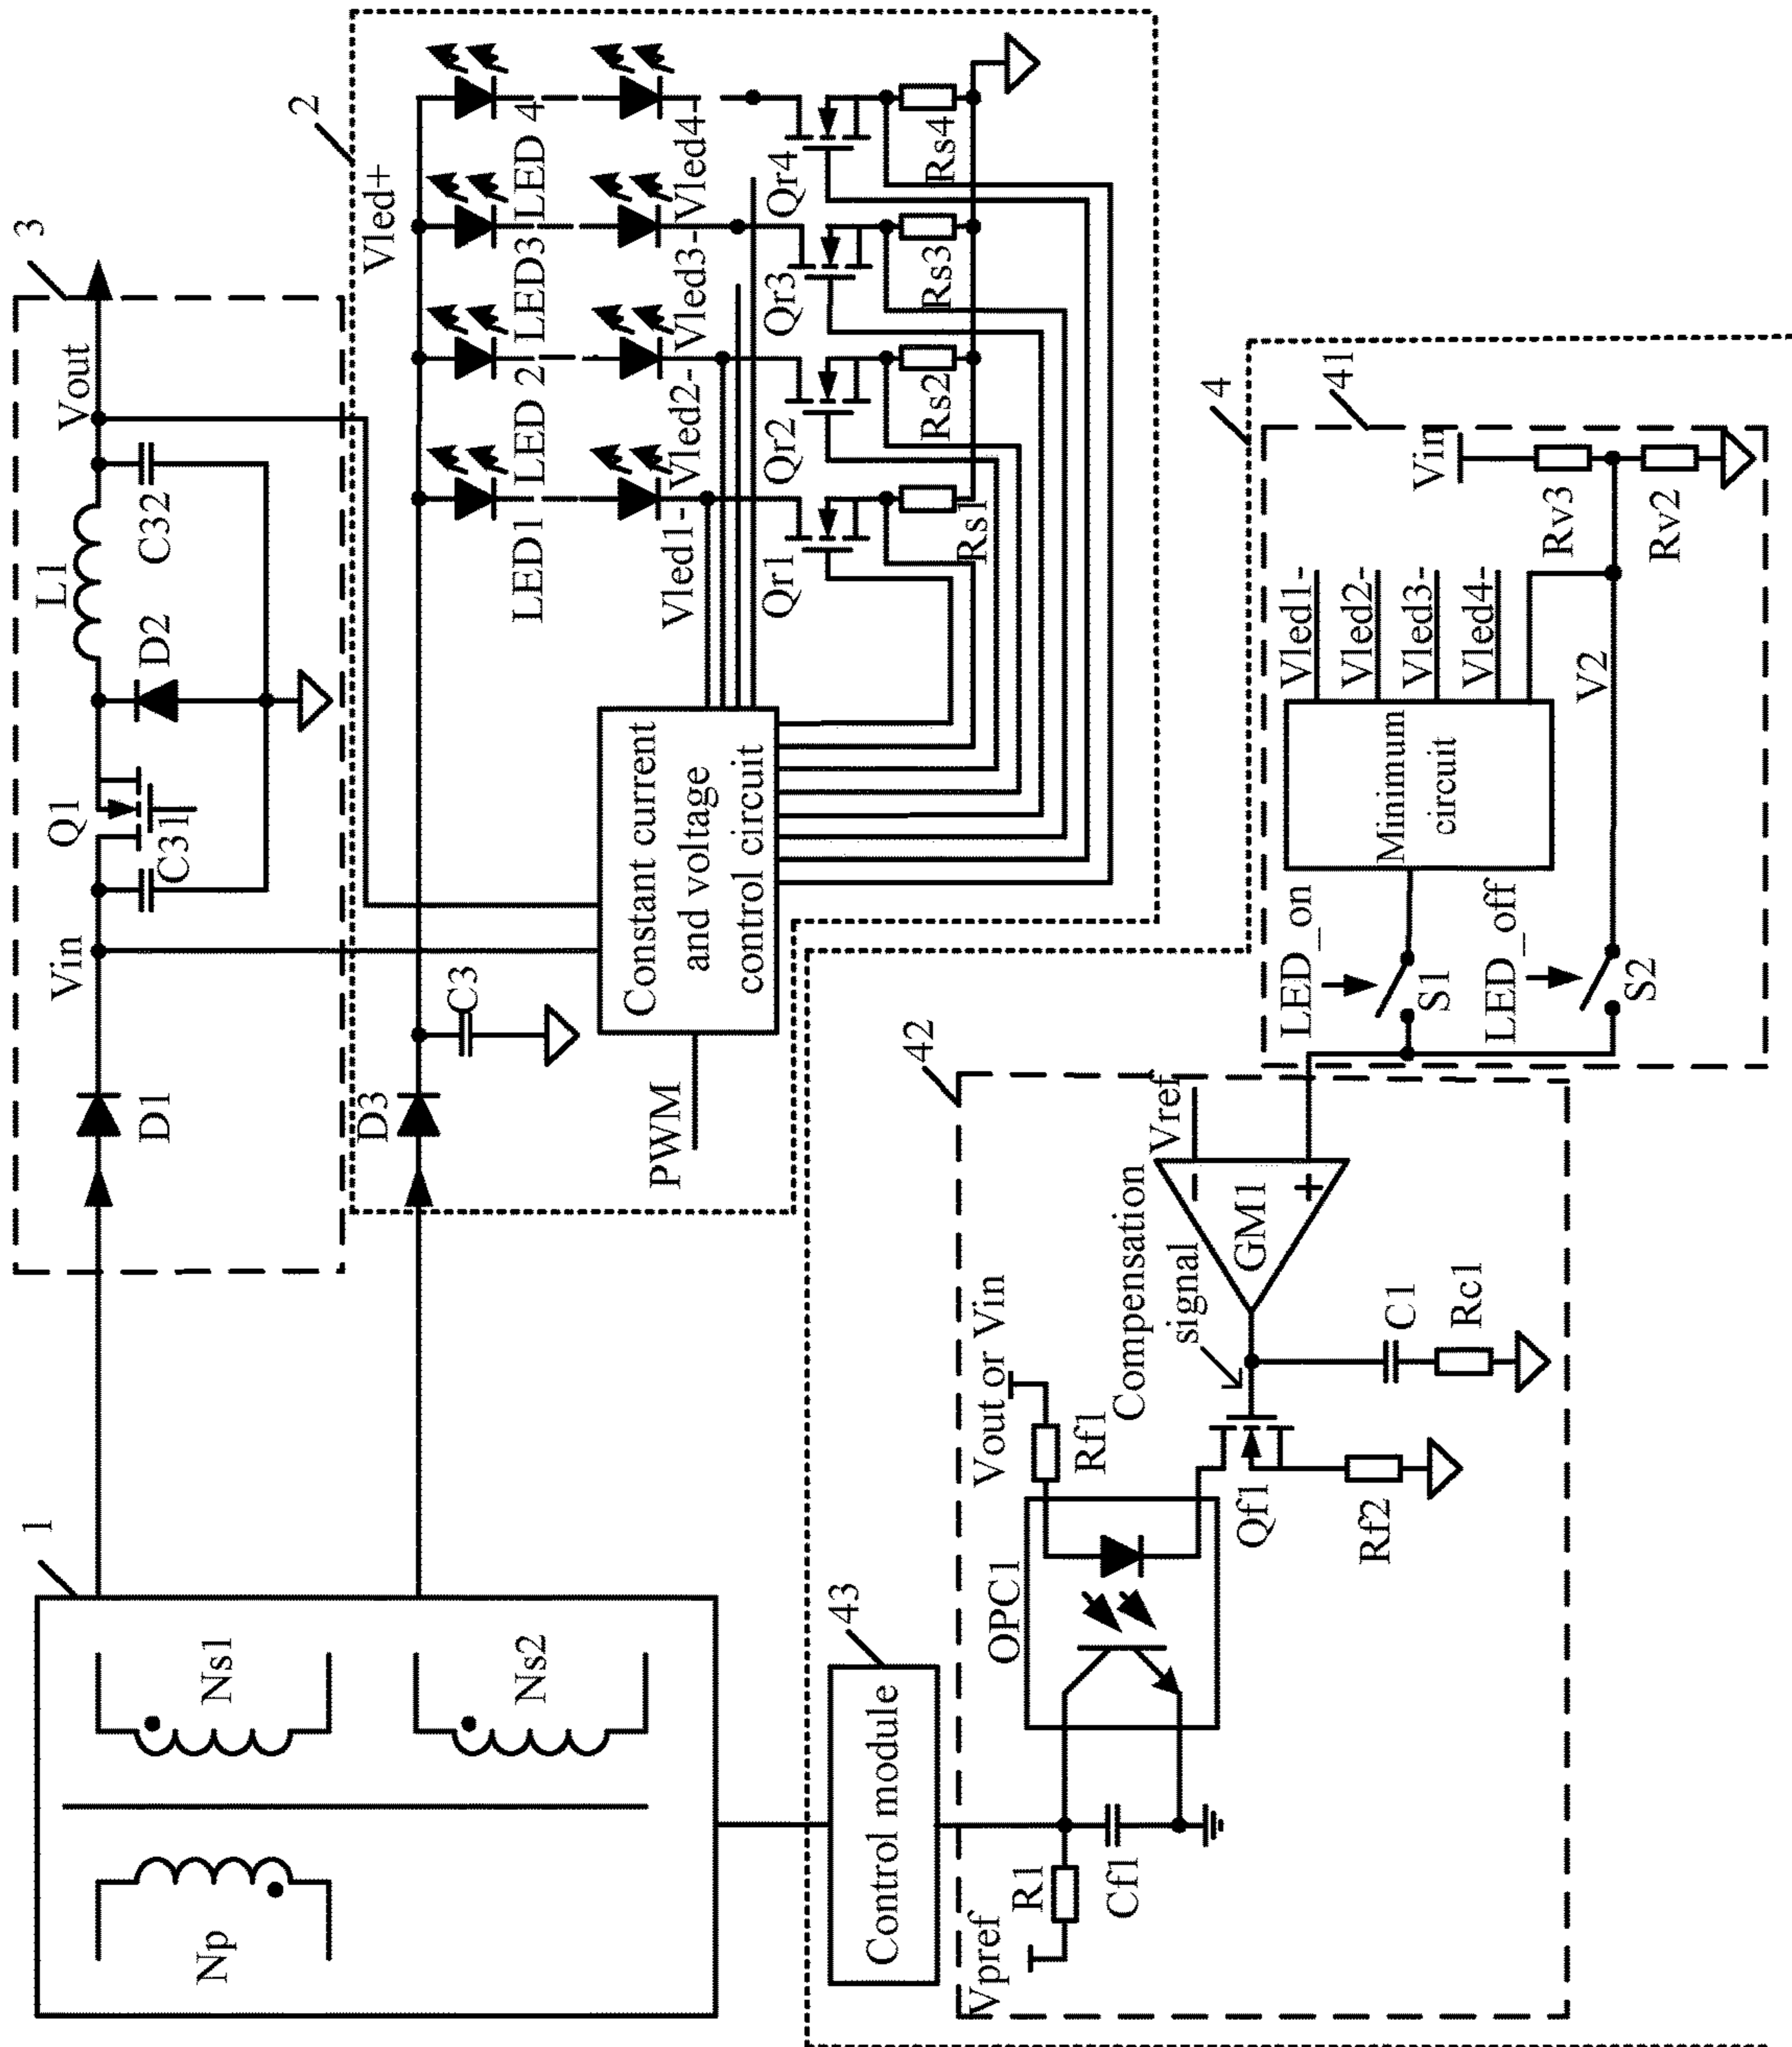 1
Np
Ns1
Ns2
D1
Vin
C31
Q1
D2
L1
C32
Vout
3
2
D3
C3
Vled+
LED1
LED 2
LED3
LED 4
Vled1-
Vled2-
Vled3-
Vled4-
Qr1
Qr2
Qr3
Qr4
Rs1
Rs2
Rs3
Rs4
PWM
Constant current
and voltage
control circuit
4
41
Vin
Rv3
Rv2
Vled1-
Vled2-
Vled3-
Vled4-
V2
Minimum
circuit
LED_on
S1
LED_off
S2
42
Vref
GM1
-
+
Compensation
signal
C1
Rc1
Vout or Vin
Rf1
Qf1
Rf2
OPC1
43
Control module
Vpref
R1
Cf1